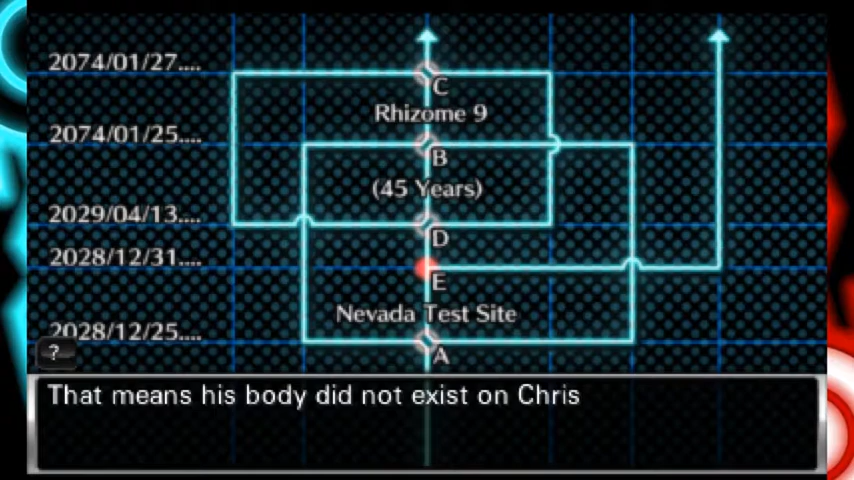 2074/01/27....
C
Rhizome 9
2074/01/25....
B
(45 Years)
2029/04/13....
D
2028/12/31....
E
Nevada Test Site
2028/12/25....
?
A
That means his body did not exist on Chris